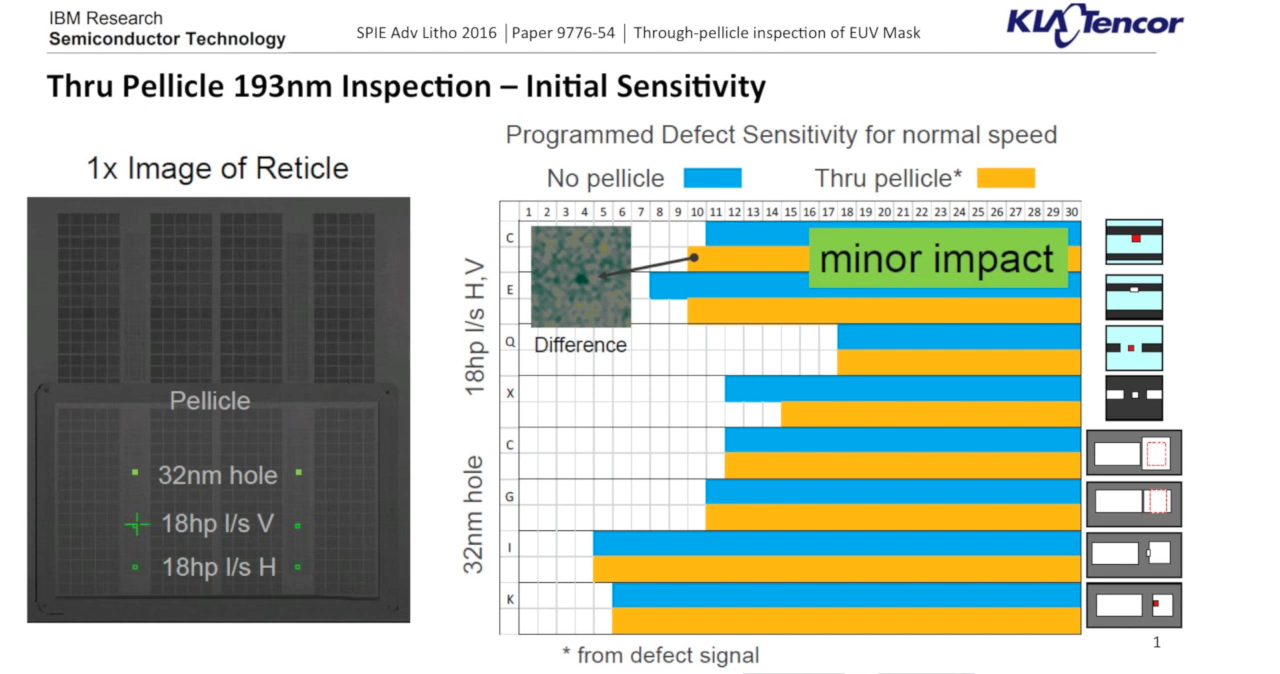 IBM Research
Semiconductor Technology
SPIE Adv Litho 2016 | Paper 9776-54 | Through-pellicle inspection of EUV Mask
KLA Tencor
Thru Pellicle 193nm Inspection – Initial Sensitivity
1x Image of Reticle
Pellicle
32nm hole
18hp l/s V
18hp l/s H
Programmed Defect Sensitivity for normal speed
No pellicle
Thru pellicle*
1 2 3 4 5 6 7 8 9 10 11 12 13 14 15 16 17 18 19 20 21 22 23 24 25 26 27 28 29 30
18hp l/s H,V
C
minor impact
E
Difference
Q
X
32nm hole
C
G
I
K
* from defect signal
1